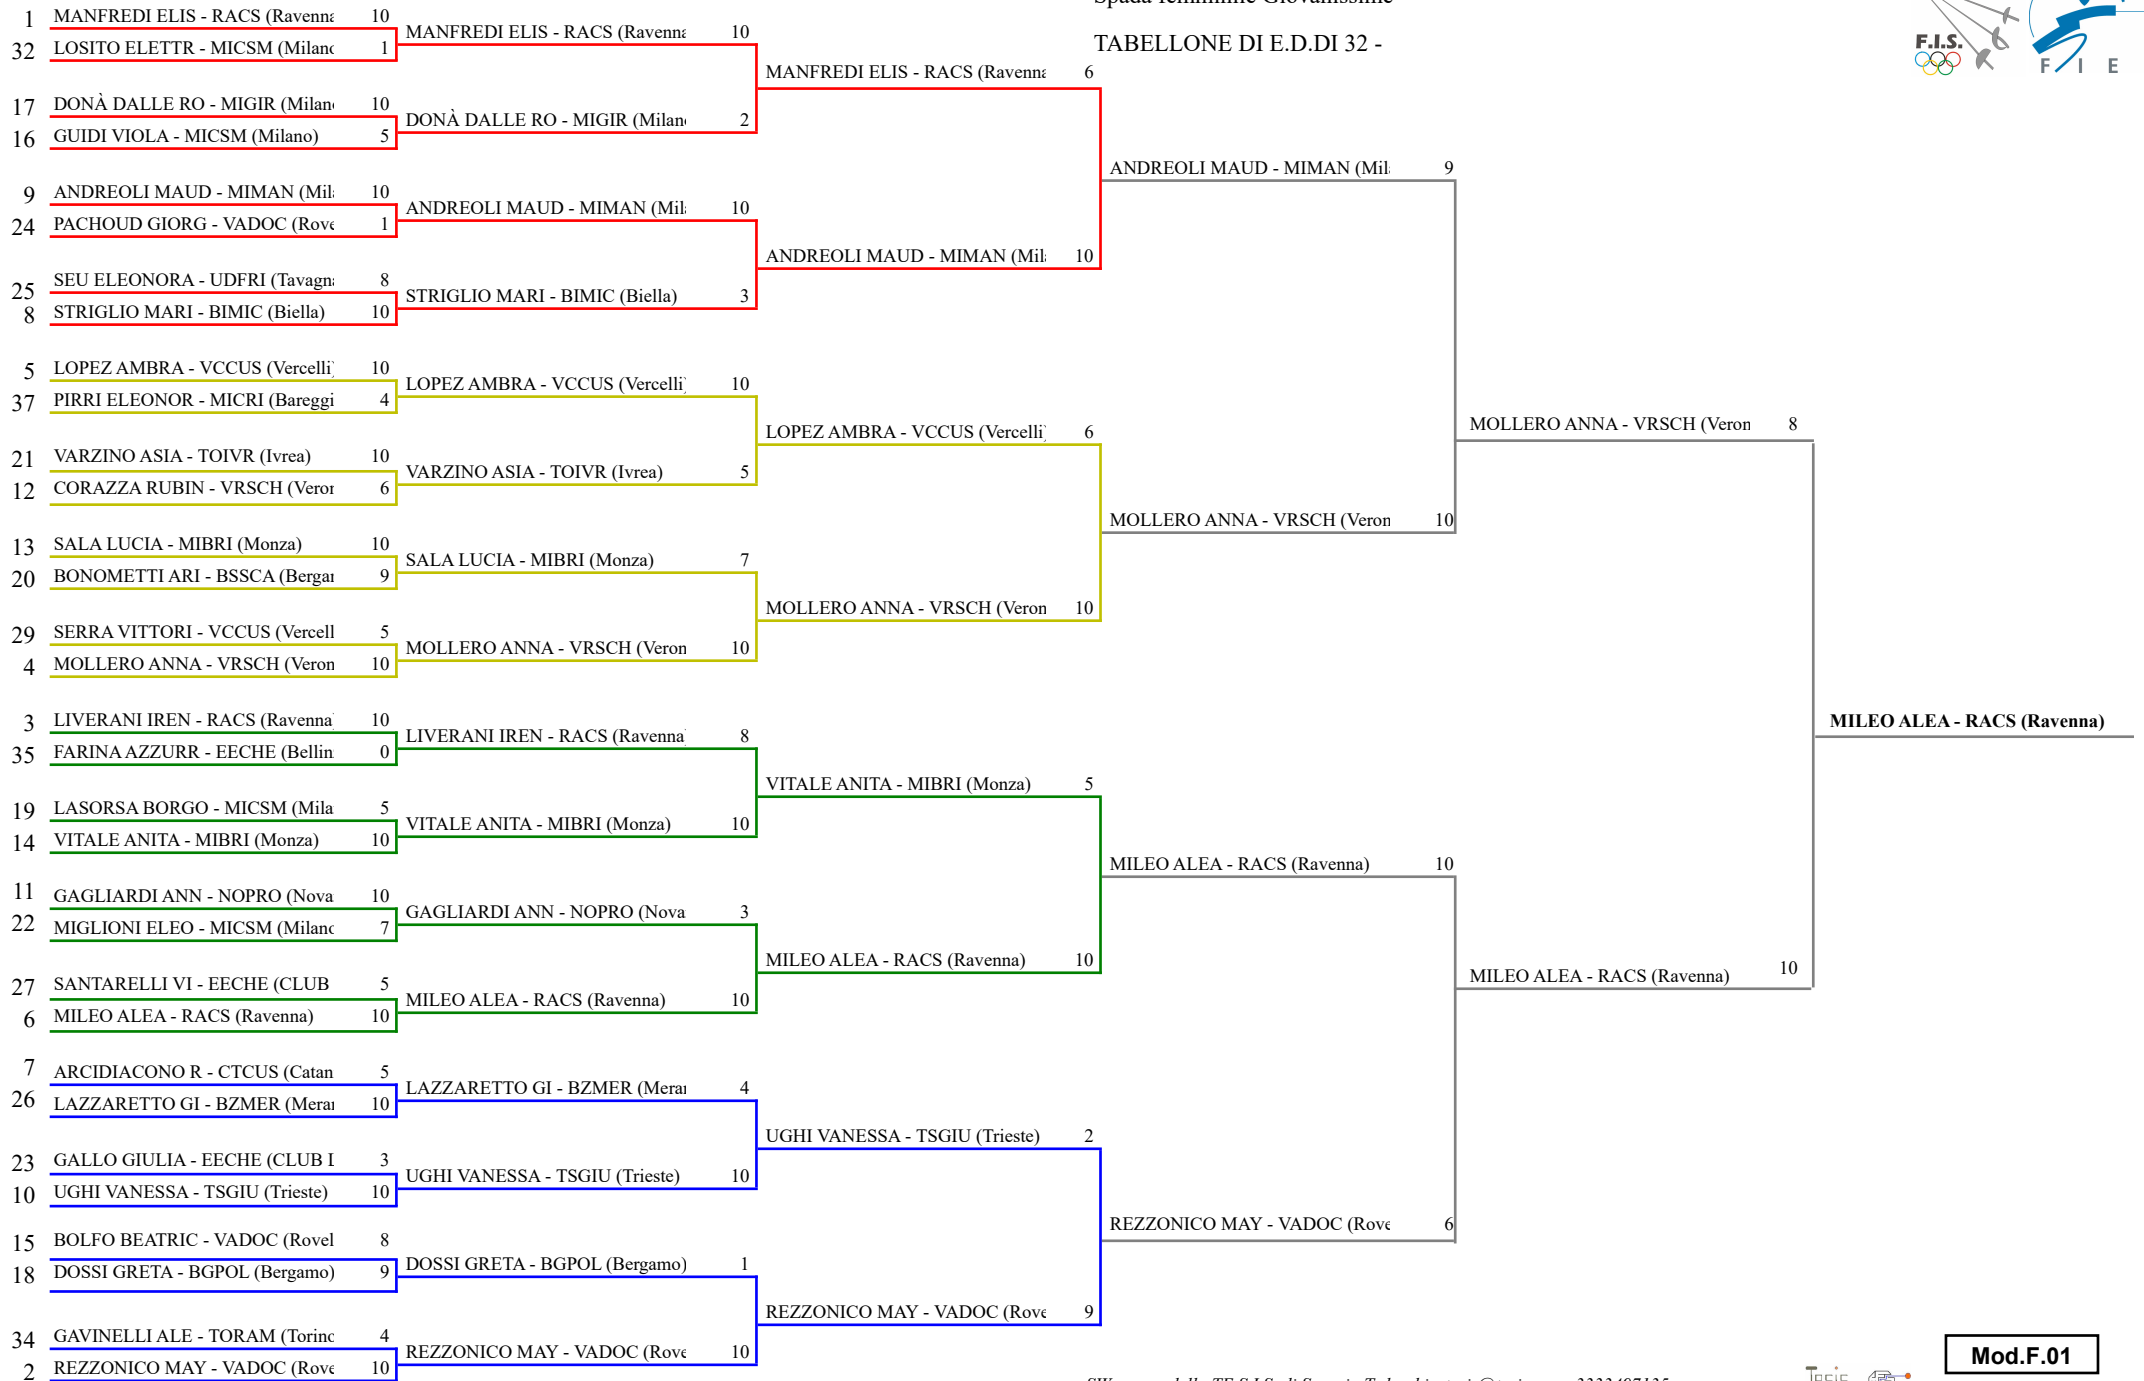 Spada femminile Giovanissime
TABELLONE DI E.D.DI 32 -
F.I.S.
F I E
1 MANFREDI ELIS - RACS (Ravenna 10
32 LOSITO ELETTR - MICSM (Milano 1
17 DONÀ DALLE RO - MIGIR (Milan 10
16 GUIDI VIOLA - MICSM (Milano) 5
9 ANDREOLI MAUD - MIMAN (Mil 10
24 PACHOUD GIORG - VADOC (Rove 1
25 SEU ELEONORA - UDFRI (Tavagn 8
8 STRIGLIO MARI - BIMIC (Biella) 10
5 LOPEZ AMBRA - VCCUS (Vercelli) 10
37 PIRRI ELEONOR - MICRI (Bareggi 4
21 VARZINO ASIA - TOIVR (Ivrea) 10
12 CORAZZA RUBIN - VRSCH (Veron 6
13 SALA LUCIA - MIBRI (Monza) 10
20 BONOMETTI ARI - BSSCA (Bergan 9
29 SERRA VITTORI - VCCUS (Vercell 5
4 MOLLERO ANNA - VRSCH (Veron 10
3 LIVERANI IREN - RACS (Ravenna) 10
35 FARINA AZZURR - EECHE (Bellin 0
19 LASORSA BORGO - MICSM (Mila 5
14 VITALE ANITA - MIBRI (Monza) 10
11 GAGLIARDI ANN - NOPRO (Nova 10
22 MIGLIONI ELEO - MICSM (Milano 7
27 SANTARELLI VI - EECHE (CLUB 5
6 MILEO ALEA - RACS (Ravenna) 10
7 ARCIDIACONO R - CTCUS (Catan 5
26 LAZZARETTO GI - BZMER (Meran 10
23 GALLO GIULIA - EECHE (CLUB 3
10 UGHI VANESSA - TSGIU (Trieste) 10
15 BOLFO BEATRIC - VADOC (Rovel 8
18 DOSSI GRETA - BGPOL (Bergamo) 9
34 GAVINELLI ALE - TORAM (Torino 4
2 REZZONICO MAY - VADOC (Rove 10
MANFREDI ELIS - RACS (Ravenna 10
DONÀ DALLE RO - MIGIR (Milan 2
ANDREOLI MAUD - MIMAN (Mil 10
STRIGLIO MARI - BIMIC (Biella) 3
LOPEZ AMBRA - VCCUS (Vercelli) 10
VARZINO ASIA - TOIVR (Ivrea) 5
SALA LUCIA - MIBRI (Monza) 7
MOLLERO ANNA - VRSCH (Veron 10
LIVERANI IREN - RACS (Ravenna) 8
VITALE ANITA - MIBRI (Monza) 10
GAGLIARDI ANN - NOPRO (Nova 3
MILEO ALEA - RACS (Ravenna) 10
LAZZARETTO GI - BZMER (Meran 4
UGHI VANESSA - TSGIU (Trieste) 10
DOSSI GRETA - BGPOL (Bergamo) 1
REZZONICO MAY - VADOC (Rove 10
MANFREDI ELIS - RACS (Ravenna 6
ANDREOLI MAUD - MIMAN (Mil 10
LOPEZ AMBRA - VCCUS (Vercelli) 6
MOLLERO ANNA - VRSCH (Veron 10
VITALE ANITA - MIBRI (Monza) 5
MILEO ALEA - RACS (Ravenna) 10
UGHI VANESSA - TSGIU (Trieste) 2
REZZONICO MAY - VADOC (Rove 9
ANDREOLI MAUD - MIMAN (Mil 9
MOLLERO ANNA - VRSCH (Veron 10
MILEO ALEA - RACS (Ravenna) 10
REZZONICO MAY - VADOC (Rove 6
MOLLERO ANNA - VRSCH (Veron 8
MILEO ALEA - RACS (Ravenna) 10
MILEO ALEA - RACS (Ravenna)
Mod.F.01